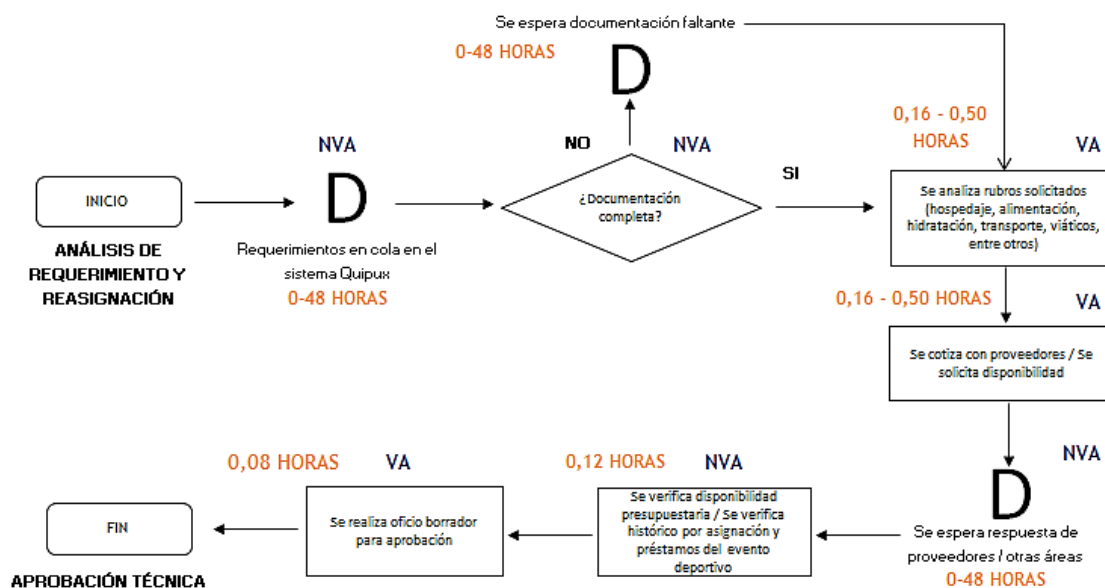 Se espera documentación faltante
0-48 HORAS
D
0,16 - 0,50
HORAS
VA
NVA
NO
NVA
SI
INICIO
D
¿Documentación
completa?
Se analiza rubros solicitados
(hospedaje, alimentación,
hidratación, transporte, viáticos,
entre otros)
ANÁLISIS DE
REQUERIMIENTO Y
REASIGNACIÓN
Requerimientos en cola en el
sistema Quipux
0-48 HORAS
0,16 - 0,50 HORAS
VA
Se cotiza con proveedores / Se
solicita disponibilidad
NVA
D
Se espera respuesta de
proveedores / otras áreas
0-48 HORAS
0,12 HORAS
NVA
Se verifica disponibilidad
presupuestaria / Se verifica
histórico por asignación y
préstamos del evento
deportivo
0,08 HORAS
VA
Se realiza oficio borrador
para aprobación
FIN
APROBACIÓN TÉCNICA